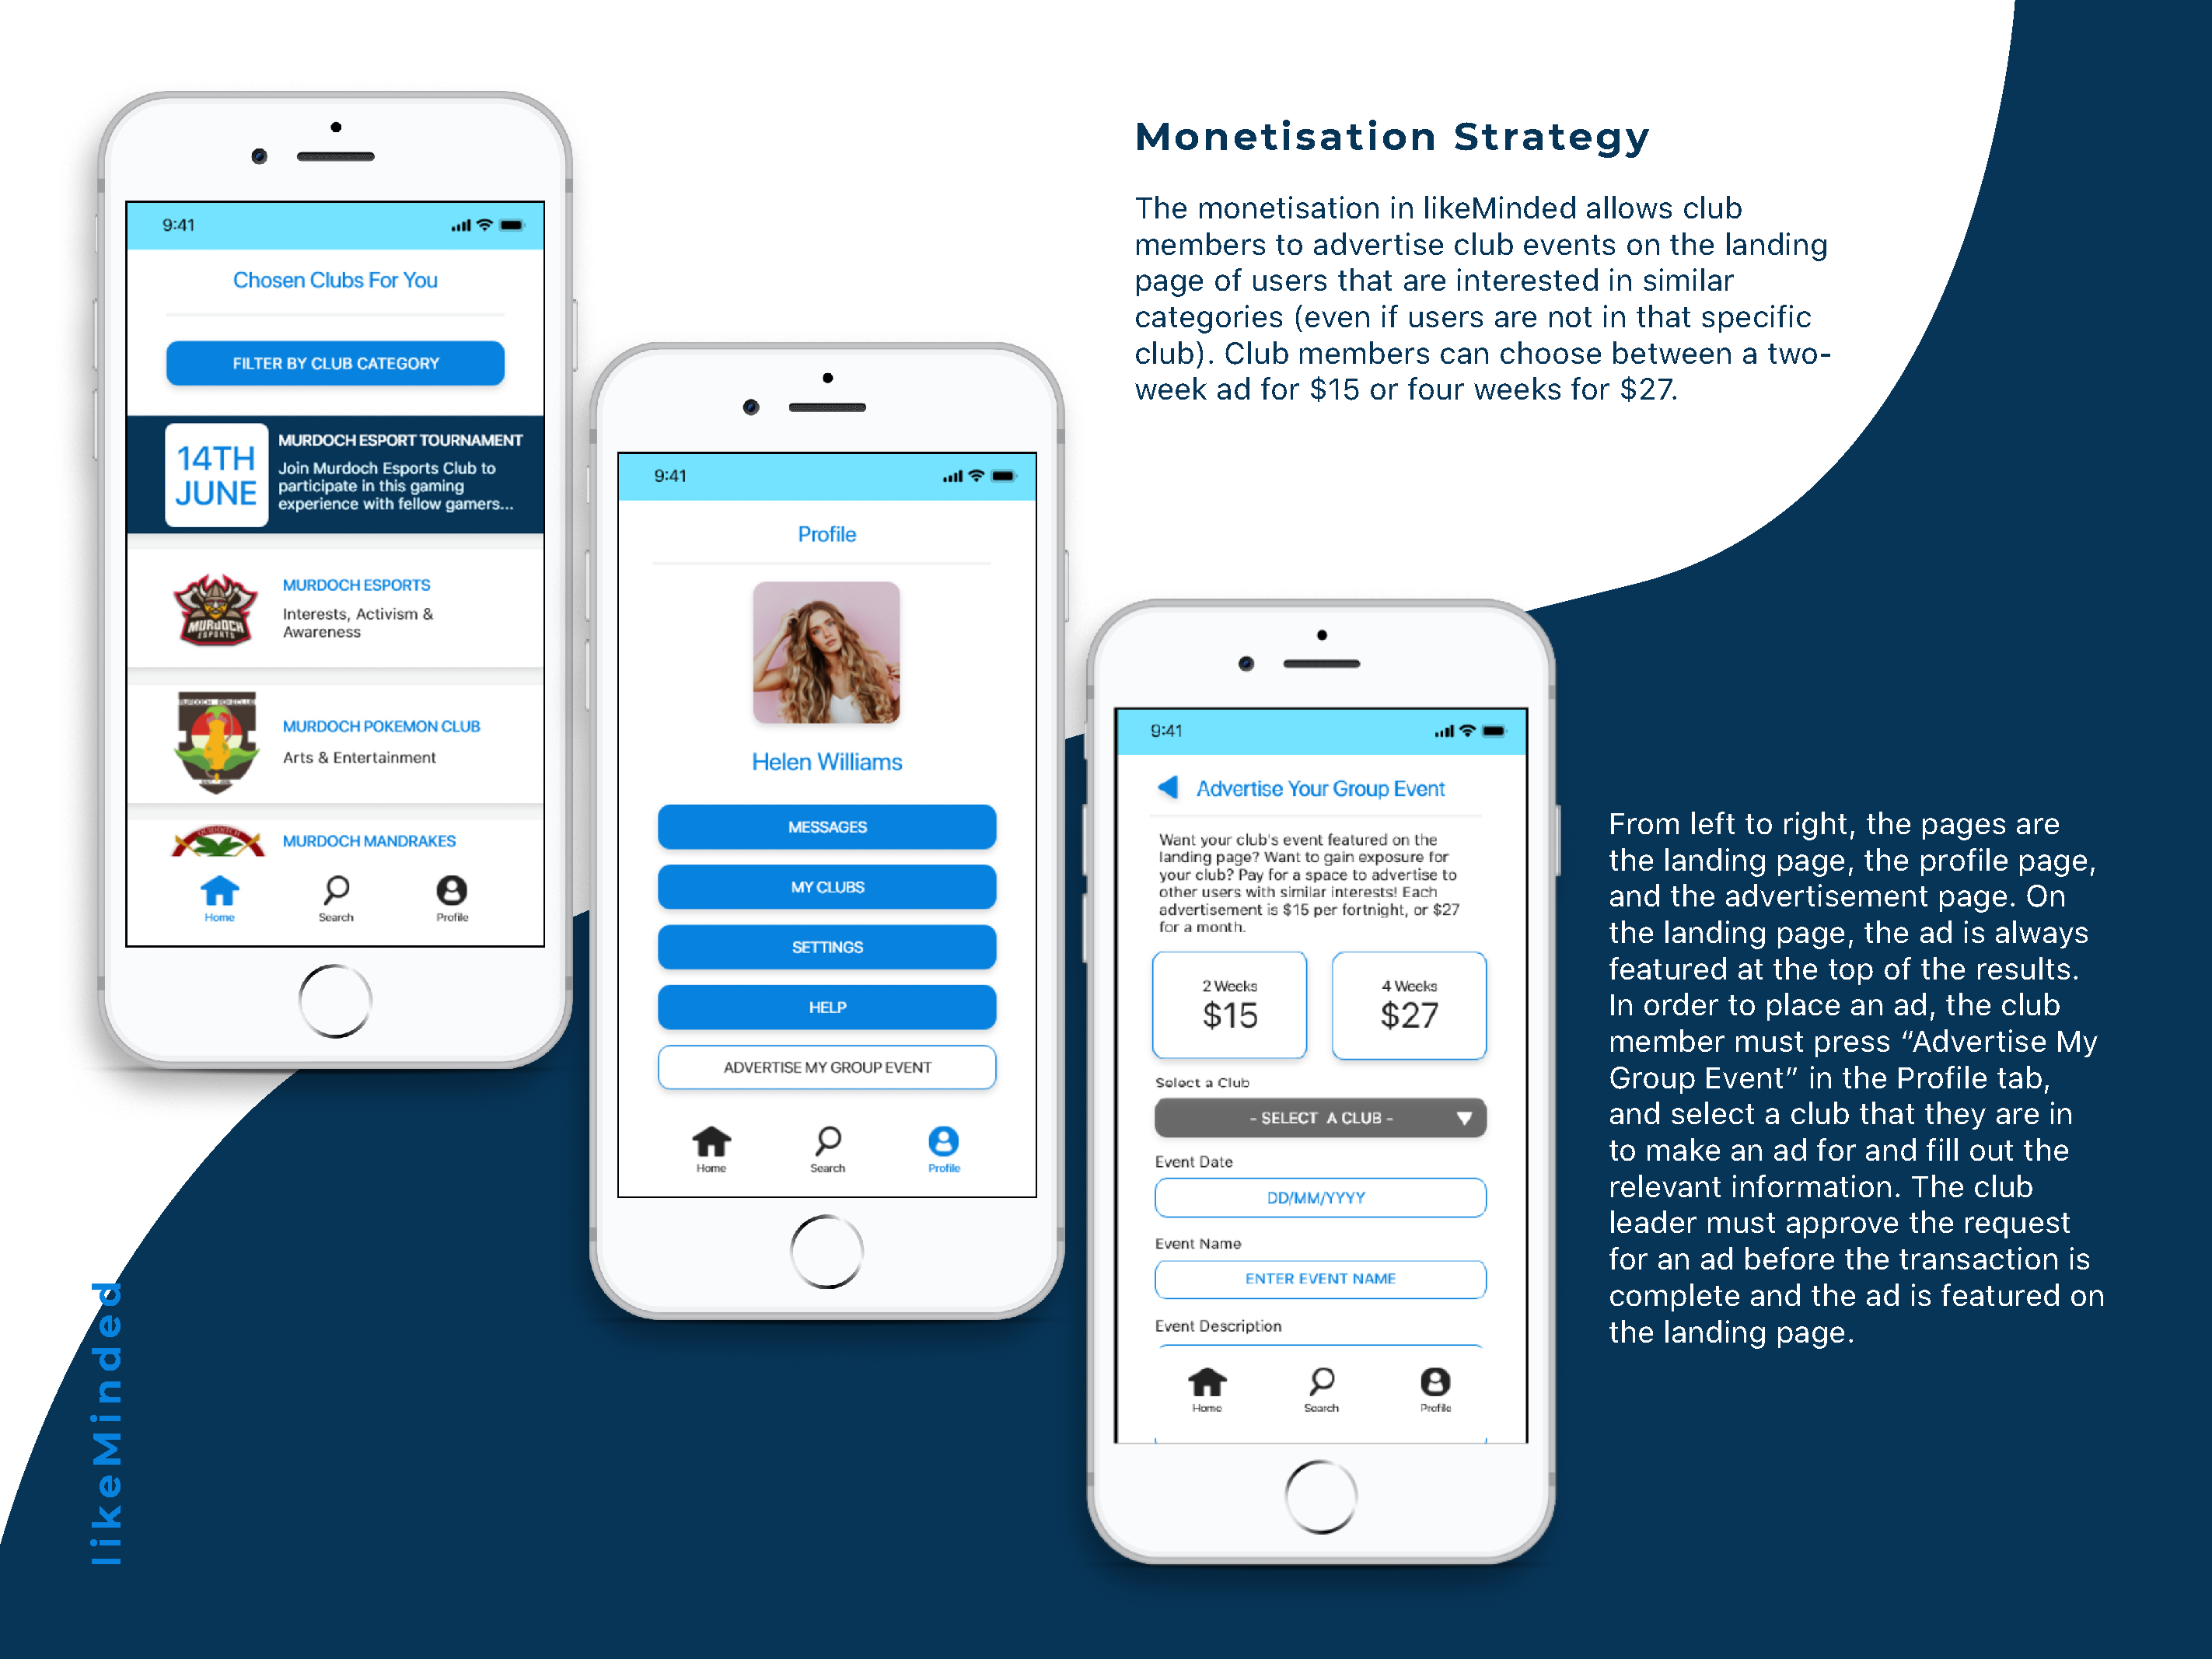 Monetisation Strategy
The monetisation in likeMinded allows club
members to advertise club events on the landing
page of users that are interested in similar
categories (even if users are not in that specific
club). Club members can choose between a two-
week ad for $15 or four weeks for $27.
9:41
Chosen Clubs For You
FILTER BY CLUB CATEGORY
14TH
JUNE
MURDOCH ESPORT TOURNAMENT
Join Murdoch Esports Club to
participate in this gaming
experience with fellow gamers...
MURDOCH
ESPORTS
MURDOCH ESPORTS
Interests, Activism &
Awareness
MURDOCH POKEMON CLUB
Arts & Entertainment
MURDOCH MANDRAKES
Home
Search
Profile
9:41
Profile
Helen Williams
MESSAGES
MY CLUBS
SETTINGS
HELP
ADVERTISE MY GROUP EVENT
Home
Search
Profile
9:41
Advertise Your Group Event
Want your club's event featured on the
landing page? Want to gain exposure for
your club? Pay for a space to advertise to
other users with similar interests! Each
advertisement is $15 per fortnight, or $27
for a month.
2 Weeks
$15
4 Weeks
$27
Select a Club
- SELECT A CLUB -
Event Date
DD/MM/YYYY
Event Name
ENTER EVENT NAME
Event Description
Home
Search
Profile
From left to right, the pages are
the landing page, the profile page,
and the advertisement page. On
the landing page, the ad is always
featured at the top of the results.
In order to place an ad, the club
member must press “Advertise My
Group Event” in the Profile tab,
and select a club that they are in
to make an ad for and fill out the
relevant information. The club
leader must approve the request
for an ad before the transaction is
complete and the ad is featured on
the landing page.
likeMinded